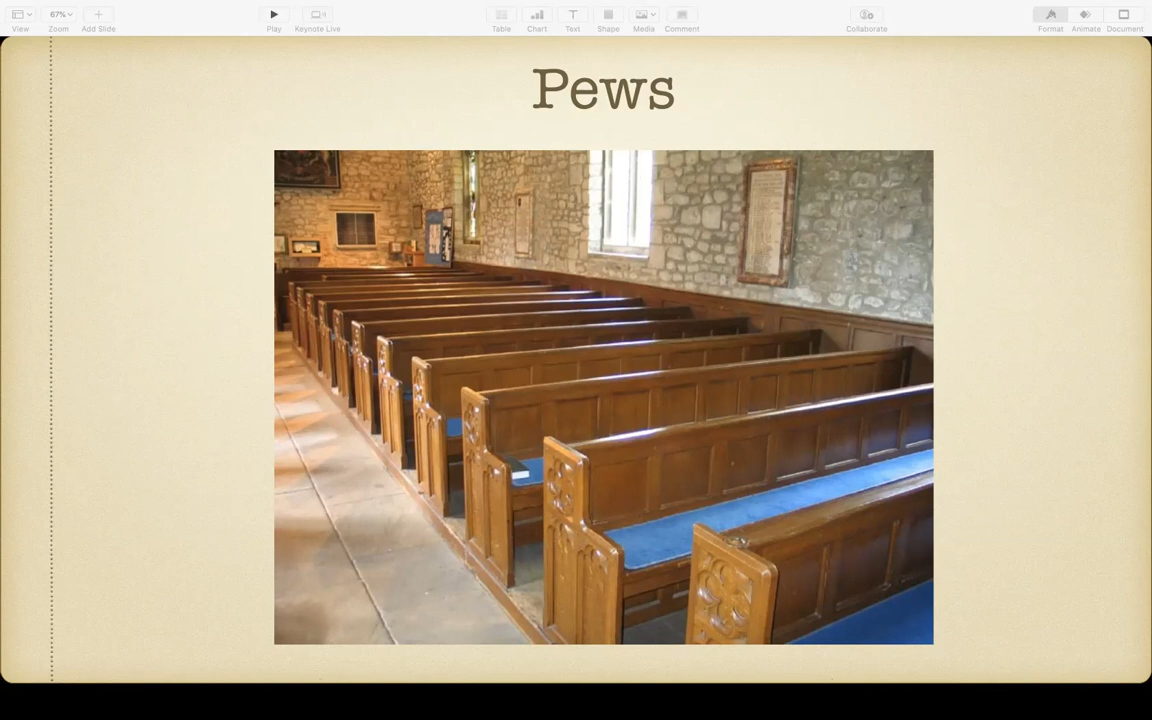 67%
View
Zoom
Add Slide
Play
Keynote Live
Table
Chart
Text
Shape
Media
Comment
Collaborate
Format
Animate
Document
Pews